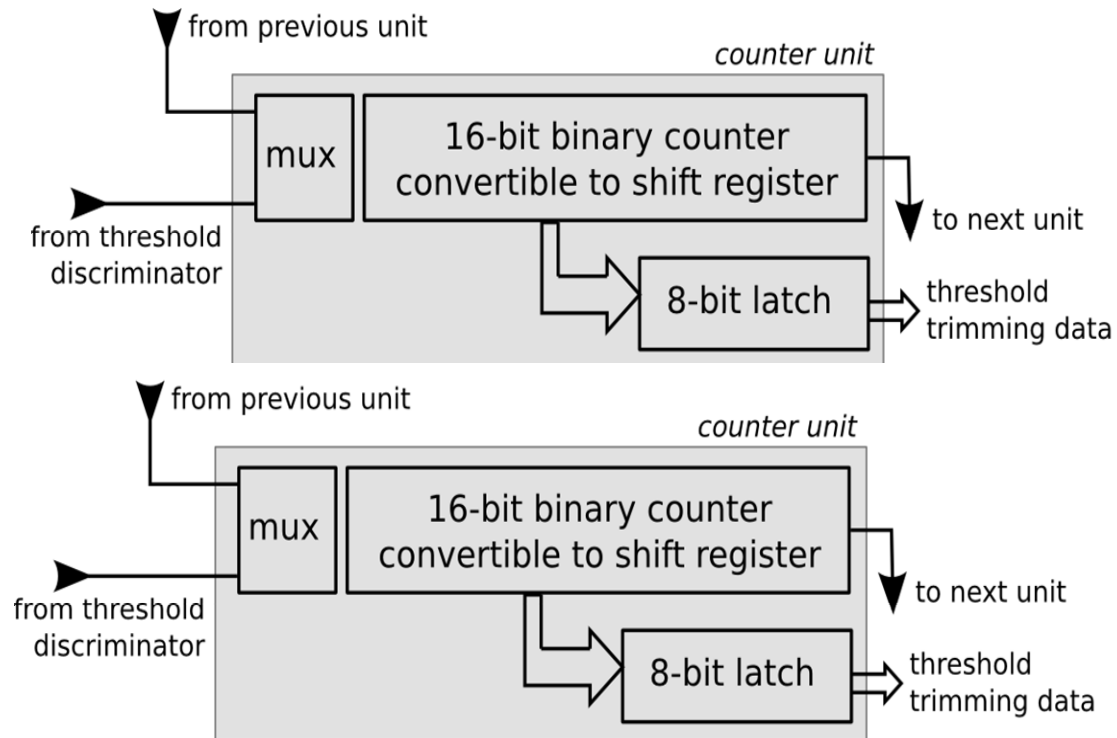 from previous unit
counter unit
mux
16-bit binary counter
convertible to shift register
from threshold
discriminator
to next unit
8-bit latch
threshold
trimming data
from previous unit
counter unit
mux
16-bit binary counter
convertible to shift register
from threshold
discriminator
to next unit
8-bit latch
threshold
trimming data